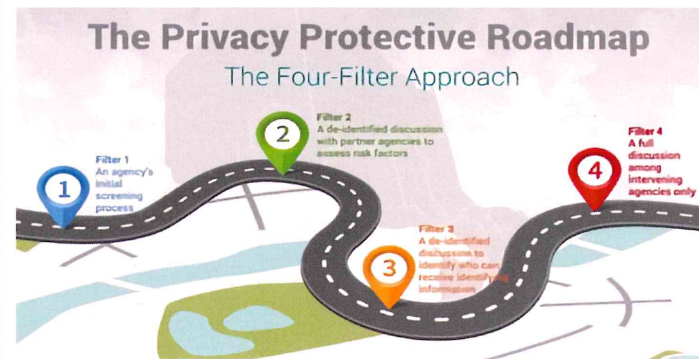 The Privacy Protective Roadmap
The Four-Filter Approach
Filter 1
An agency's
initial
screening
process
1
Filter 2
A de-identified discussion
with partner agencies to
assess risk factors
2
Filter 3
A de-identified
discussion to
identify who can
receive identifying
information
3
Filter 4
A full
discussion
among
intervening
agencies only
4